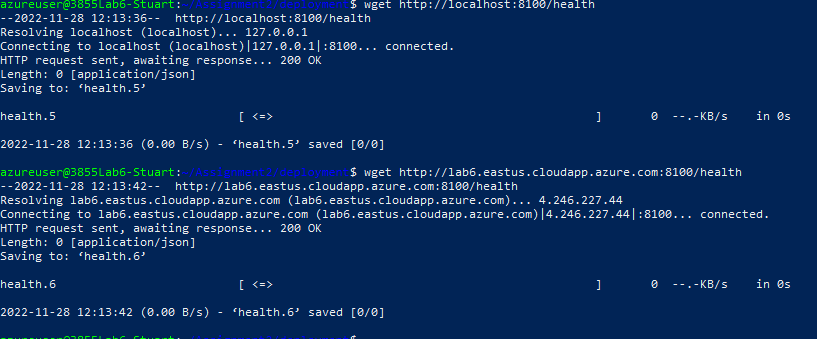 azureuser@3855Lab6-Stuart:~/Assignment2/deployment$ wget http://localhost:8100/health
--2022-11-28 12:13:36-- http://localhost:8100/health
Resolving localhost (localhost)... 127.0.0.1
Connecting to localhost (localhost)|127.0.0.1|:8100... connected.
HTTP request sent, awaiting response... 200 OK
Length: 0 [application/json]
Saving to: ‘health.5’
health.5 [ <=> ] 0 --.-KB/s in 0s
2022-11-28 12:13:36 (0.00 B/s) - ‘health.5’ saved [0/0]
azureuser@3855Lab6-Stuart:~/Assignment2/deployment$ wget http://lab6.eastus.cloudapp.azure.com:8100/health
--2022-11-28 12:13:42-- http://lab6.eastus.cloudapp.azure.com:8100/health
Resolving lab6.eastus.cloudapp.azure.com (lab6.eastus.cloudapp.azure.com)... 4.246.227.44
Connecting to lab6.eastus.cloudapp.azure.com (lab6.eastus.cloudapp.azure.com)|4.246.227.44|:8100... connected.
HTTP request sent, awaiting response... 200 OK
Length: 0 [application/json]
Saving to: ‘health.6’
health.6 [ <=> ] 0 --.-KB/s in 0s
2022-11-28 12:13:42 (0.00 B/s) - ‘health.6’ saved [0/0]